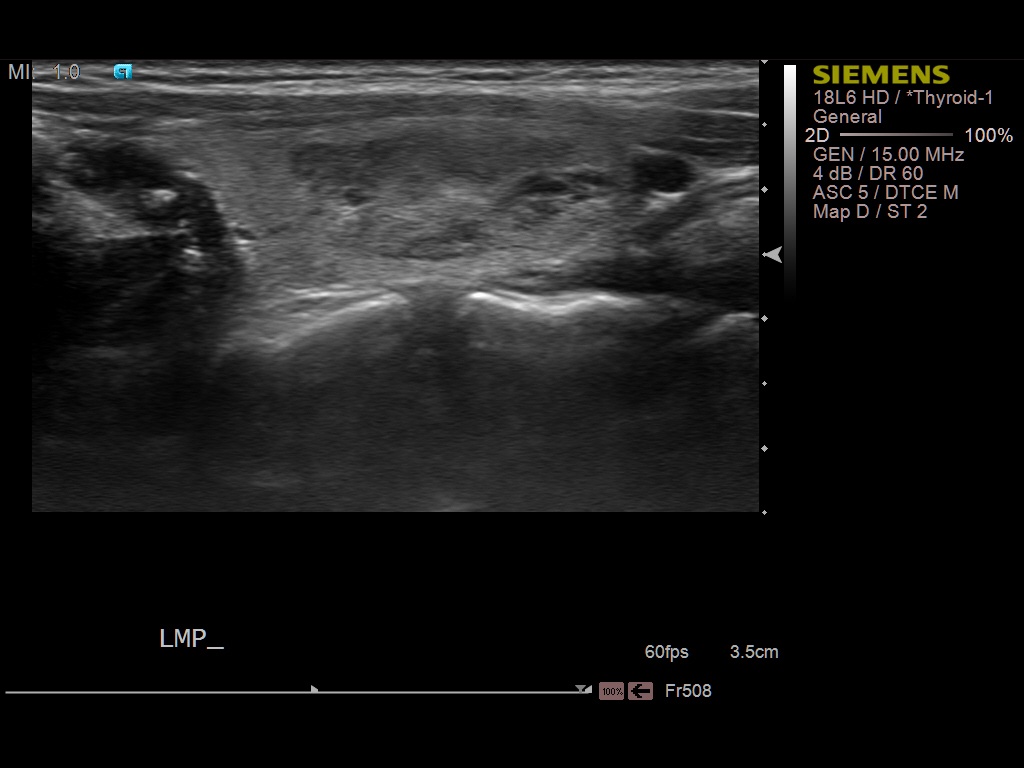 MI: 1.0
SIEMENS
18L6 HD / *Thyroid-1
General
2D 100%
GEN / 15.00 MHz
4 dB / DR 60
ASC 5 / DTCE M
Map D / ST 2
LMP_
60fps 3.5cm
100% Fr508